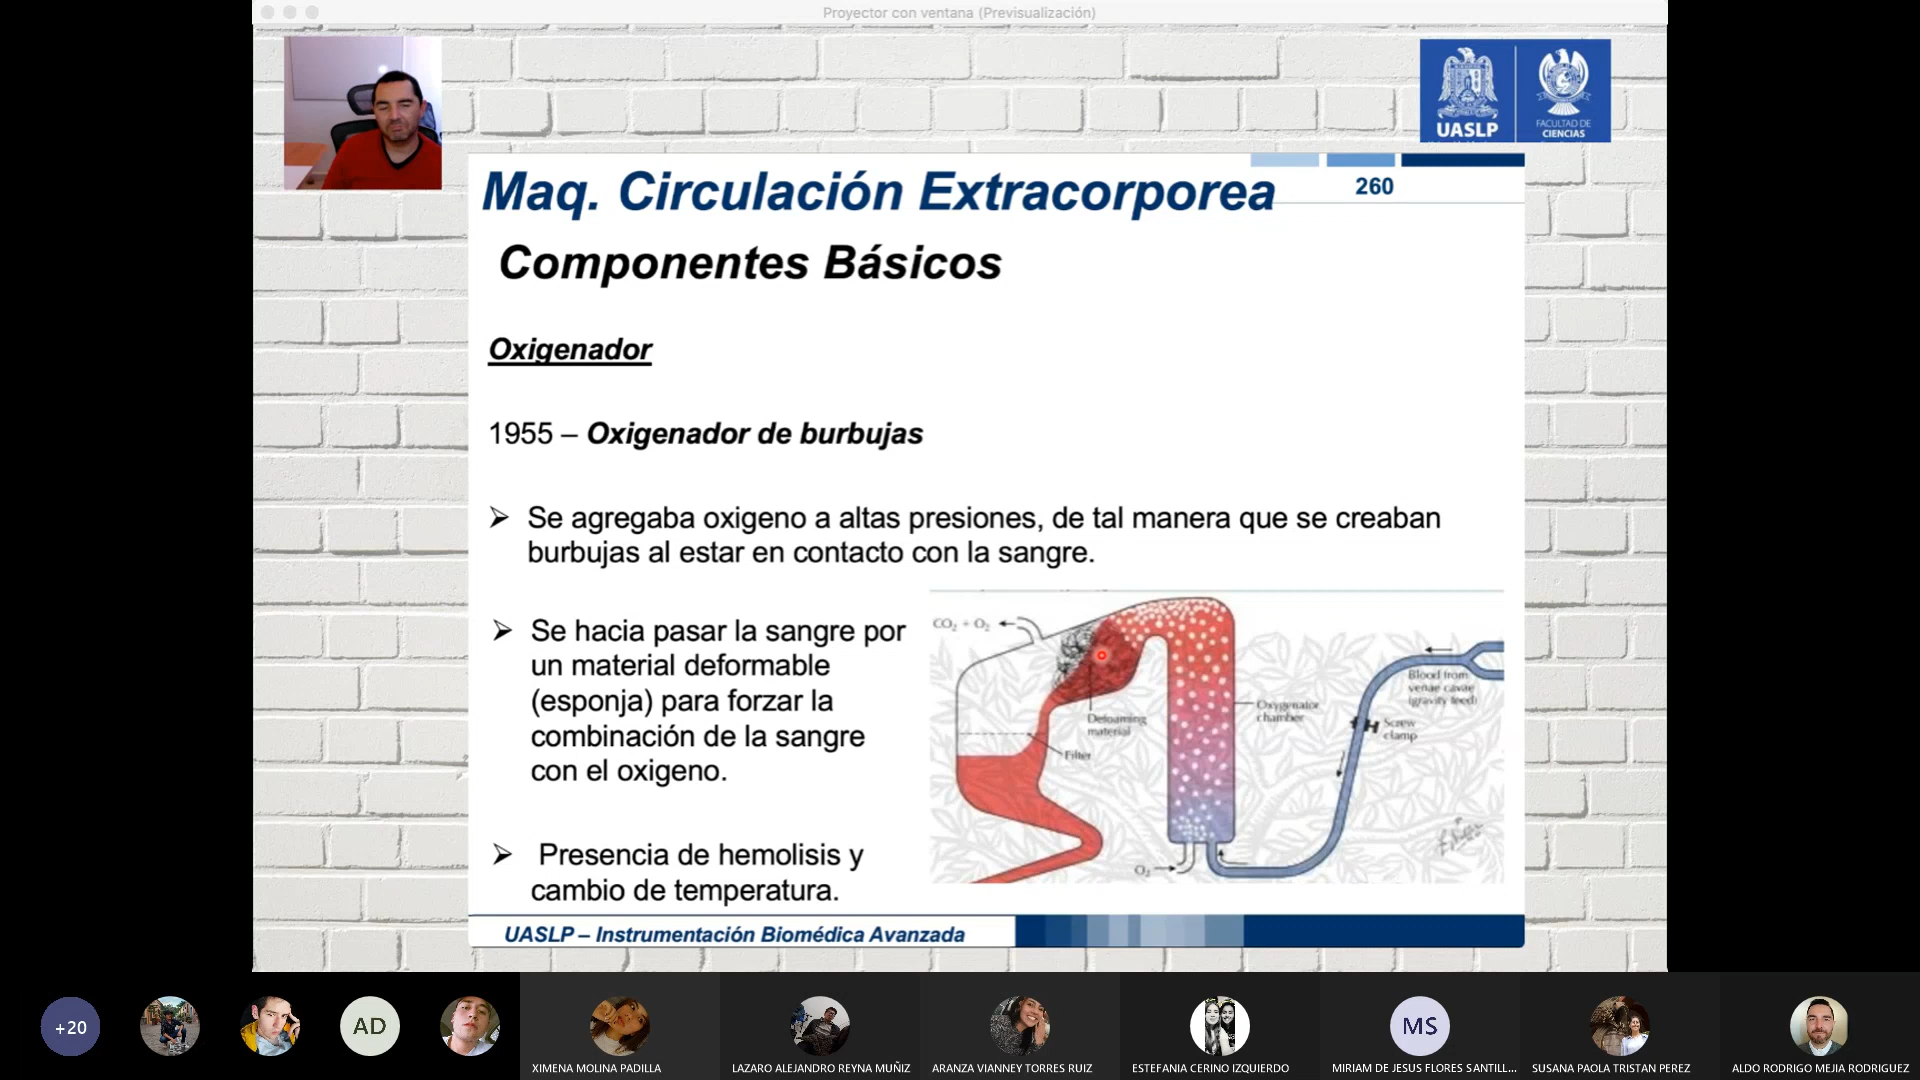 Proyector con ventana (Previsualización)
UASLP
FACULTAD DE
CIENCIAS
Maq. Circulación Extracorporea
260
Componentes Básicos
Oxigenador
1955 – Oxigenador de burbujas
Se agregaba oxigeno a altas presiones, de tal manera que se creaban
burbujas al estar en contacto con la sangre.
Se hacia pasar la sangre por
un material deformable
(esponja) para forzar la
combinación de la sangre
con el oxigeno.
Presencia de hemolisis y
cambio de temperatura.
CO₂ + O₂
Defoaming
material
Filter
Oxygenator
chamber
Blood from
venae cavae
(gravity feed)
Screw
clamp
O₂
UASLP – Instrumentación Biomédica Avanzada
+20
AD
MS
XIMENA MOLINA PADILLA
LAZARO ALEJANDRO REYNA MUÑIZ
ARANZA VIANNEY TORRES RUIZ
ESTEFANIA CERINO IZQUIERDO
MIRIAM DE JESUS FLORES SANTILL...
SUSANA PAOLA TRISTAN PEREZ
ALDO RODRIGO MEJIA RODRIGUEZ